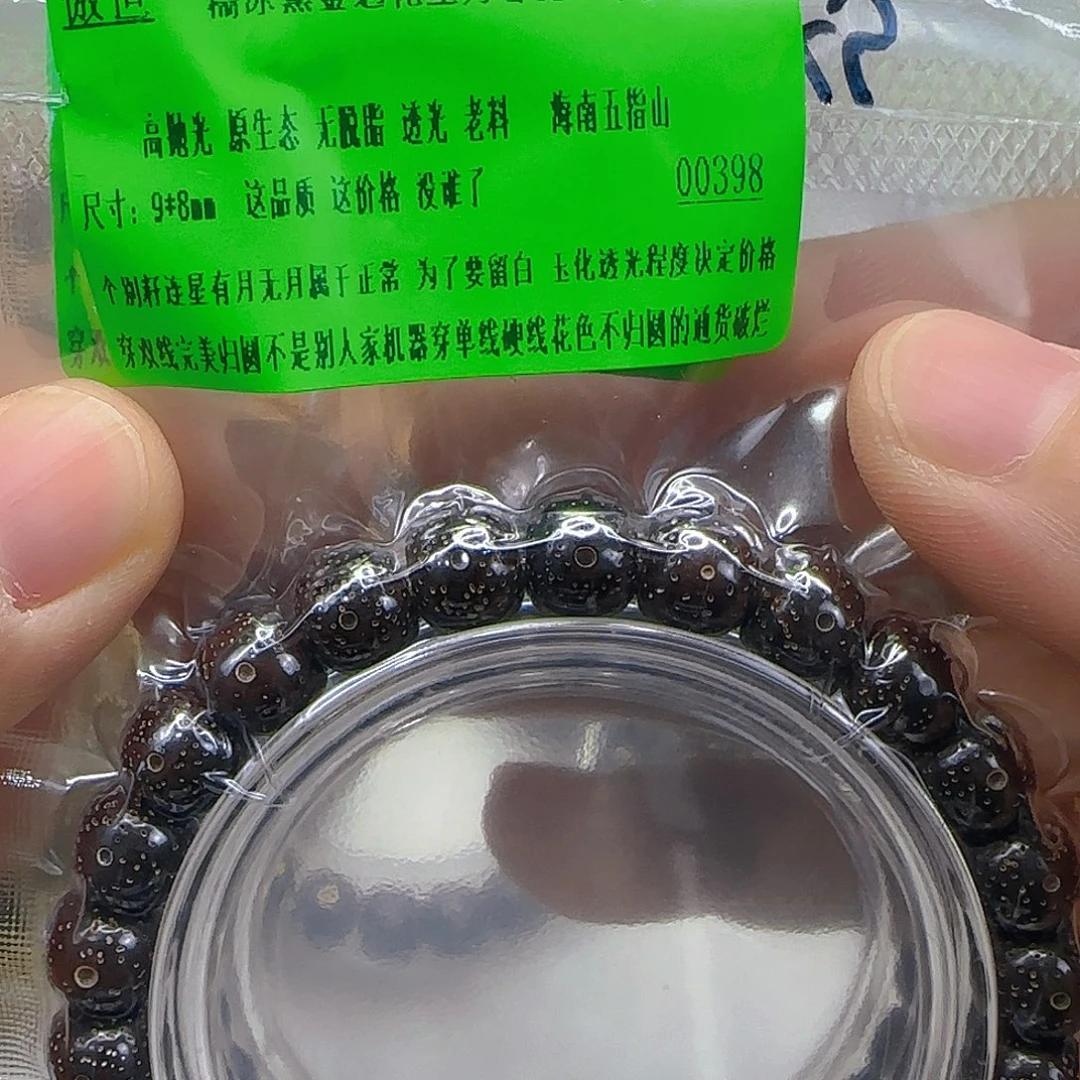 高抛光 原生态 无脱脂 透光 老料 海南五指山
00398
尺寸：9*8mm 这品质 这价格 没谁了
个别籽连星有月无月属于正常 为了要留白 玉化透光程度决定价格
穿双线完美归圆不是别人家机器穿单线硬线花色不归圆的通货破烂